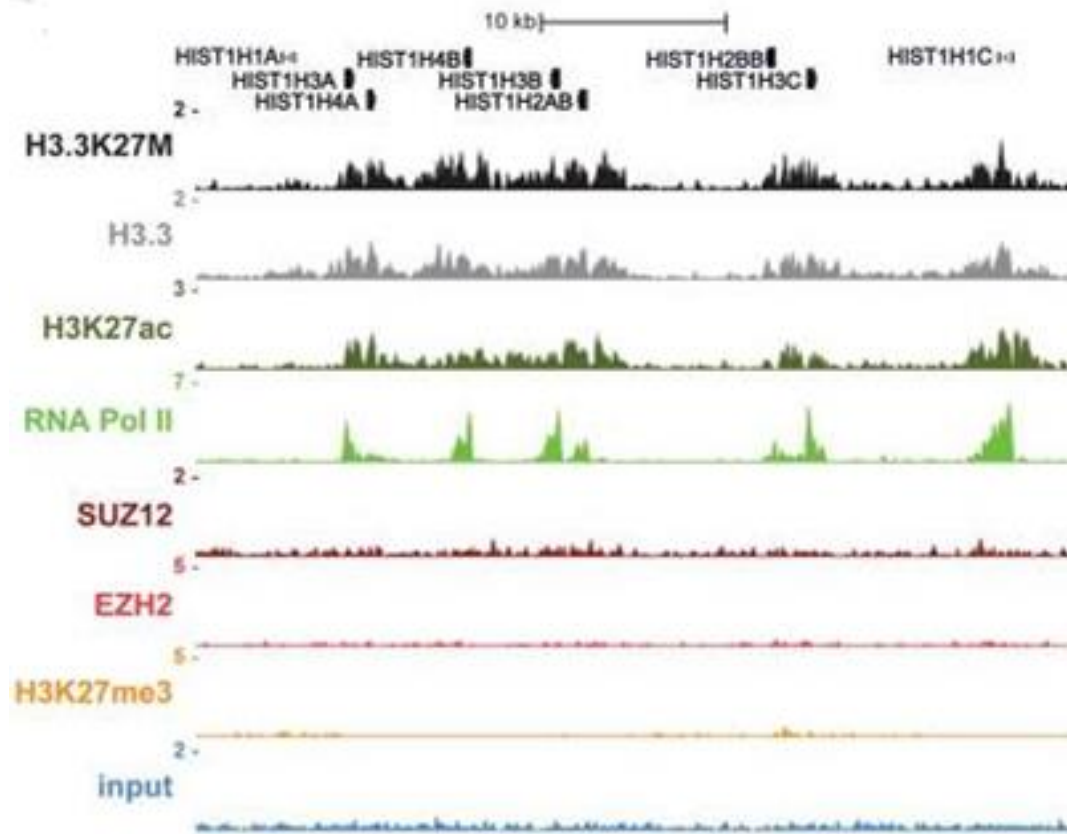 10 kb
HIST1H1A HIST1H4B HIST1H2BB HIST1H1C
HIST1H3A HIST1H3B HIST1H3C
HIST1H4A HIST1H2AB
2 -
H3.3K27M
2 -
H3.3
3 -
H3K27ac
7 -
RNA Pol II
2 -
SUZ12
5 -
EZH2
5 -
H3K27me3
2 -
input